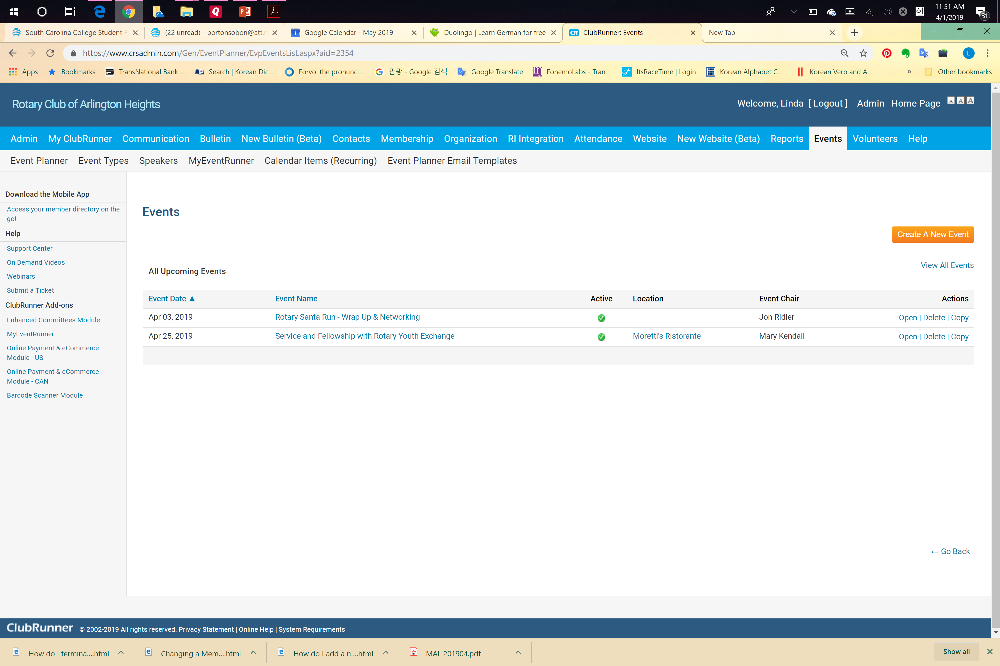 11:51 AM
4/1/2019
31
South Carolina College Student F
(22 unread) - bortonsobon@att.n
1 Google Calendar - May 2019
Duolingo | Learn German for free
CR ClubRunner: Events
New Tab
https://www.crsadmin.com/Gen/EventPlanner/EvpEventsList.aspx?aid=2354
L
Apps
Bookmarks
TransNational Bank...
Search | Korean Dic...
Forvo: the pronunci...
관광 - Google 검색
Google Translate
FonemoLabs - Tran...
ItsRaceTime | Login
Korean Alphabet C...
Korean Verb and A...
»
Other bookmarks
Rotary Club of Arlington Heights
Welcome, Linda [ Logout ] Admin Home Page A A A
Admin My ClubRunner Communication Bulletin New Bulletin (Beta) Contacts Membership Organization RI Integration Attendance Website New Website (Beta) Reports Events Volunteers Help
Event Planner Event Types Speakers MyEventRunner Calendar Items (Recurring) Event Planner Email Templates
Download the Mobile App
Access your member directory on the
go!
Help
Support Center
On Demand Videos
Webinars
Submit a Ticket
ClubRunner Add-ons
Enhanced Committees Module
MyEventRunner
Online Payment & eCommerce
Module - US
Online Payment & eCommerce
Module - CAN
Barcode Scanner Module
Events
Create A New Event
All Upcoming Events
View All Events
Event Date ▲ Event Name Active Location Event Chair Actions
Apr 03, 2019 Rotary Santa Run - Wrap Up & Networking Jon Ridler Open | Delete | Copy
Apr 25, 2019 Service and Fellowship with Rotary Youth Exchange Moretti's Ristorante Mary Kendall Open | Delete | Copy
← Go Back
ClubRunner © 2002-2019 All rights reserved. Privacy Statement | Online Help | System Requirements
How do I termina....html
Changing a Mem....html
How do I add a n....html
MAL 201904.pdf
Show all